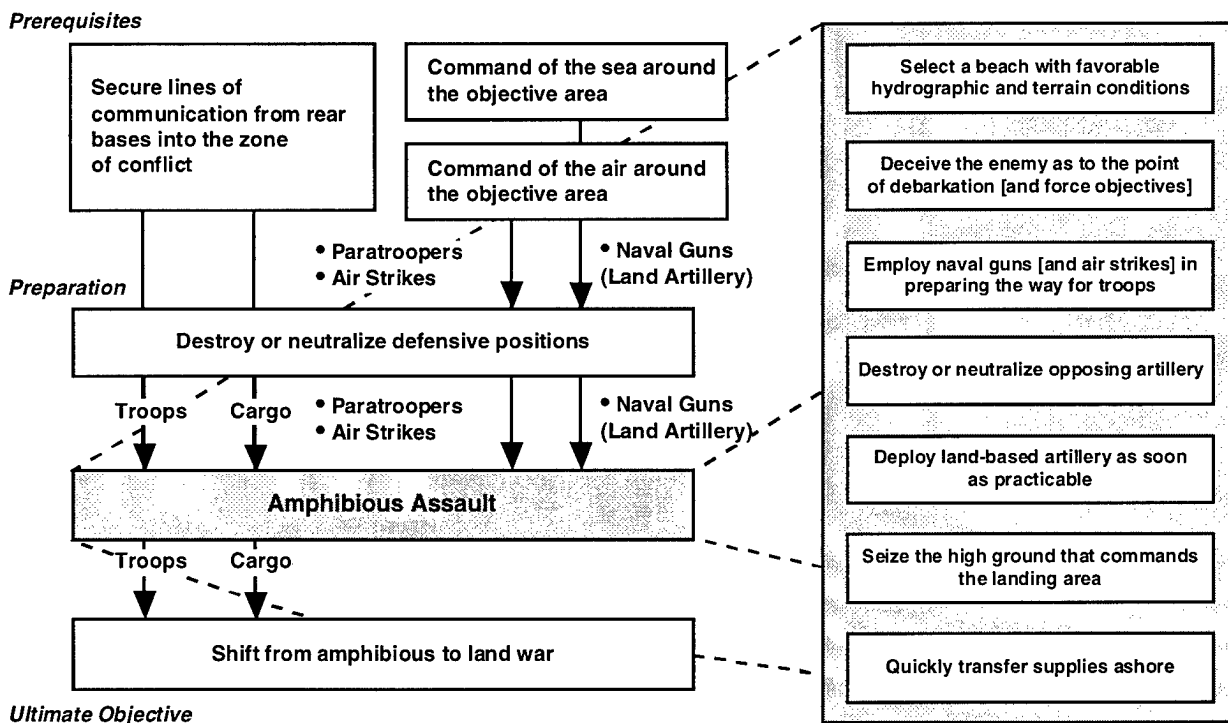 Prerequisites
Secure lines of
communication from rear
bases into the zone
of conflict
Command of the sea around
the objective area
Command of the air around
the objective area
• Paratroopers
• Air Strikes
• Naval Guns
(Land Artillery)
Preparation
Destroy or neutralize defensive positions
Troops
Cargo
• Paratroopers
• Air Strikes
• Naval Guns
(Land Artillery)
Amphibious Assault
Troops
Cargo
Shift from amphibious to land war
Ultimate Objective
Select a beach with favorable
hydrographic and terrain conditions
Deceive the enemy as to the point
of debarkation [and force objectives]
Employ naval guns [and air strikes] in
preparing the way for troops
Destroy or neutralize opposing artillery
Deploy land-based artillery as soon
as practicable
Seize the high ground that commands
the landing area
Quickly transfer supplies ashore